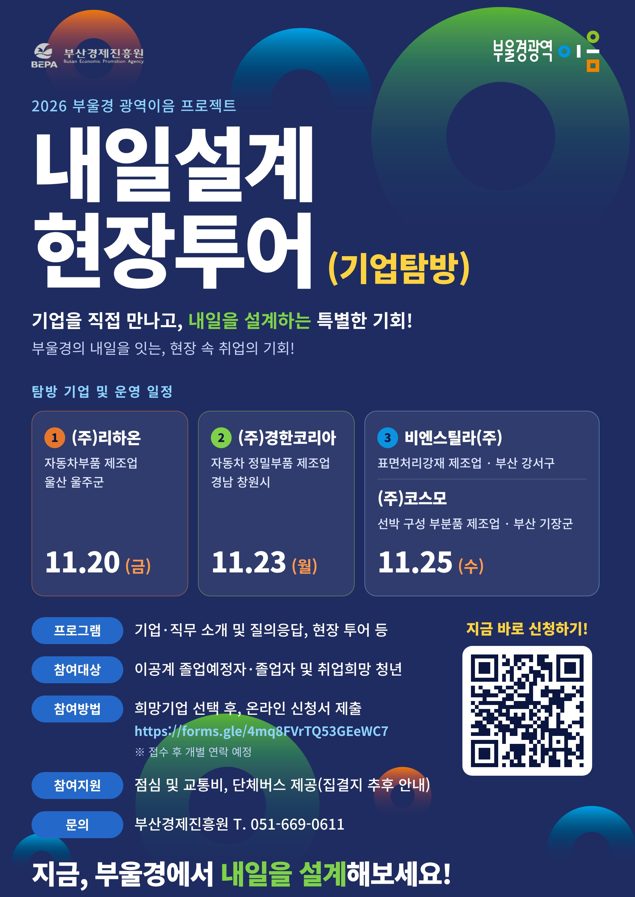 BEPA 부산경제진흥원
Busan Economic Promotion Agency
부울경광역 이음
2026 부울경 광역이음 프로젝트
내일설계
현장투어 (기업탐방)
기업을 직접 만나고, 내일을 설계하는 특별한 기회!
부울경의 내일을 잇는, 현장 속 취업의 기회!
탐방 기업 및 운영 일정
1 (주)리하온
자동차부품 제조업
울산 울주군
11.20 (금)
2 (주)경한코리아
자동차 정밀부품 제조업
경남 창원시
11.23 (월)
3 비엔스틸라(주)
표면처리강재 제조업 · 부산 강서구
(주)코스모
선박 구성 부분품 제조업 · 부산 기장군
11.25 (수)
프로그램 기업·직무 소개 및 질의응답, 현장 투어 등
참여대상 이공계 졸업예정자·졸업자 및 취업희망 청년
참여방법 희망기업 선택 후, 온라인 신청서 제출
https://forms.gle/4mq8FVrTQ53GEeWC7
※ 접수 후 개별 연락 예정
참여지원 점심 및 교통비, 단체버스 제공(집결지 추후 안내)
문의 부산경제진흥원 T. 051-669-0611
지금 바로 신청하기!
지금, 부울경에서 내일을 설계해보세요!